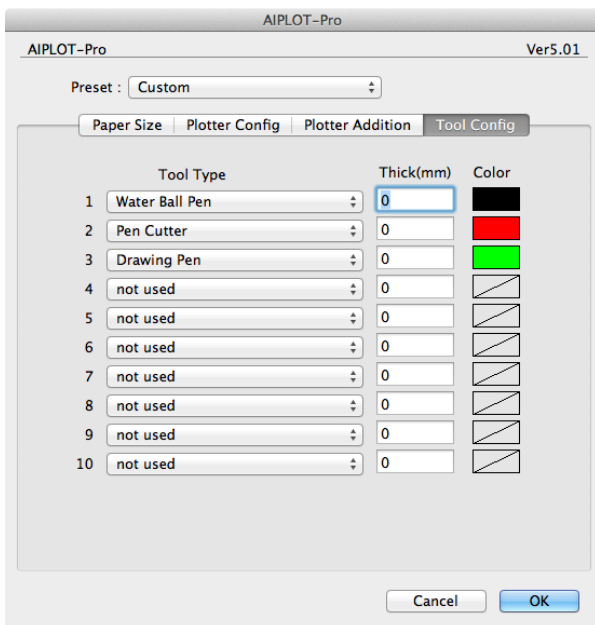 AIPLOT-Pro
AIPLOT-Pro Ver5.01
Preset : Custom
Paper Size Plotter Config Plotter Addition Tool Config
Tool Type Thick(mm) Color
1 Water Ball Pen 0
2 Pen Cutter 0
3 Drawing Pen 0
4 not used 0
5 not used 0
6 not used 0
7 not used 0
8 not used 0
9 not used 0
10 not used 0
Cancel OK